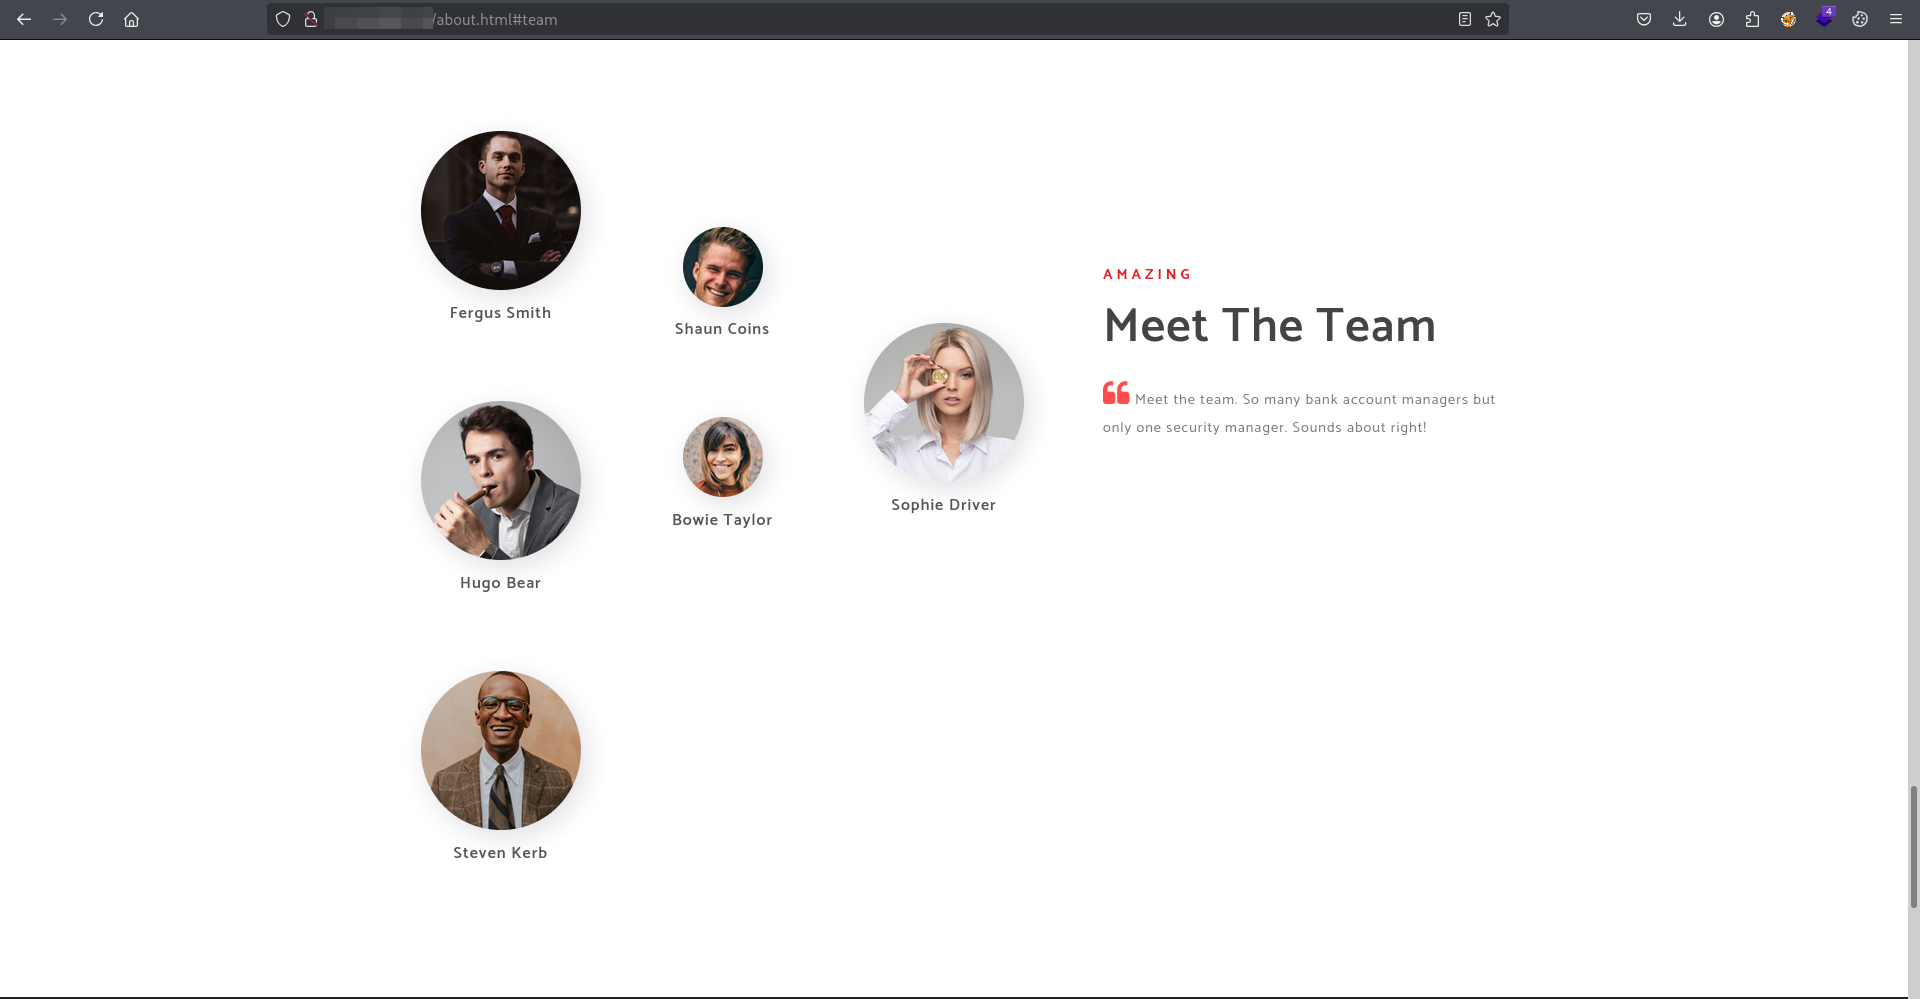 /about.html#team
4
Fergus Smith
Shaun Coins
Sophie Driver
Hugo Bear
Bowie Taylor
Steven Kerb
AMAZING
Meet The Team
Meet the team. So many bank account managers but
only one security manager. Sounds about right!